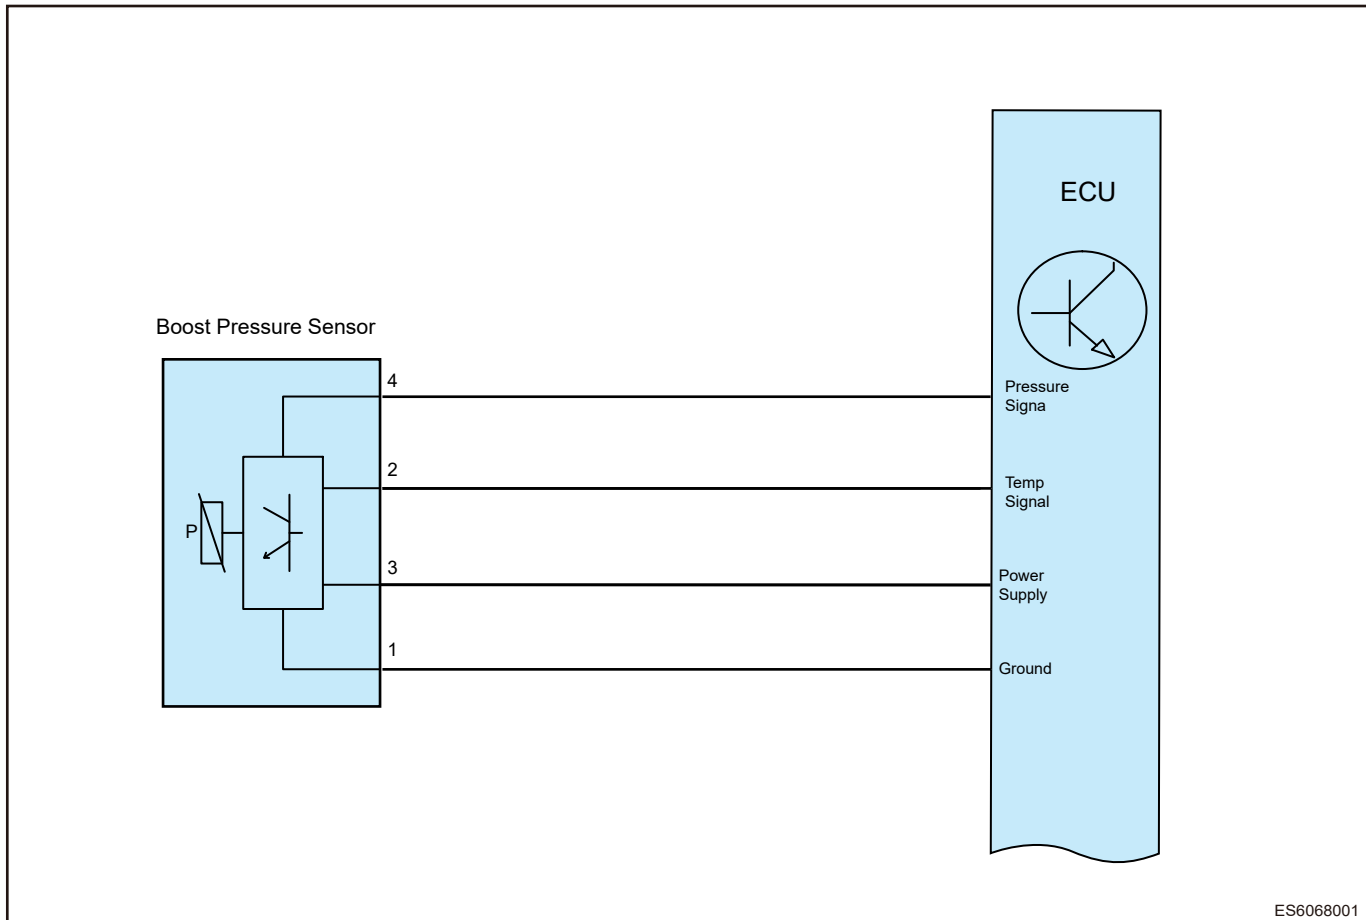 ECU
Boost Pressure Sensor
4
Pressure
Signa
2
Temp
Signal
P
3
Power
Supply
1
Ground
ES6068001